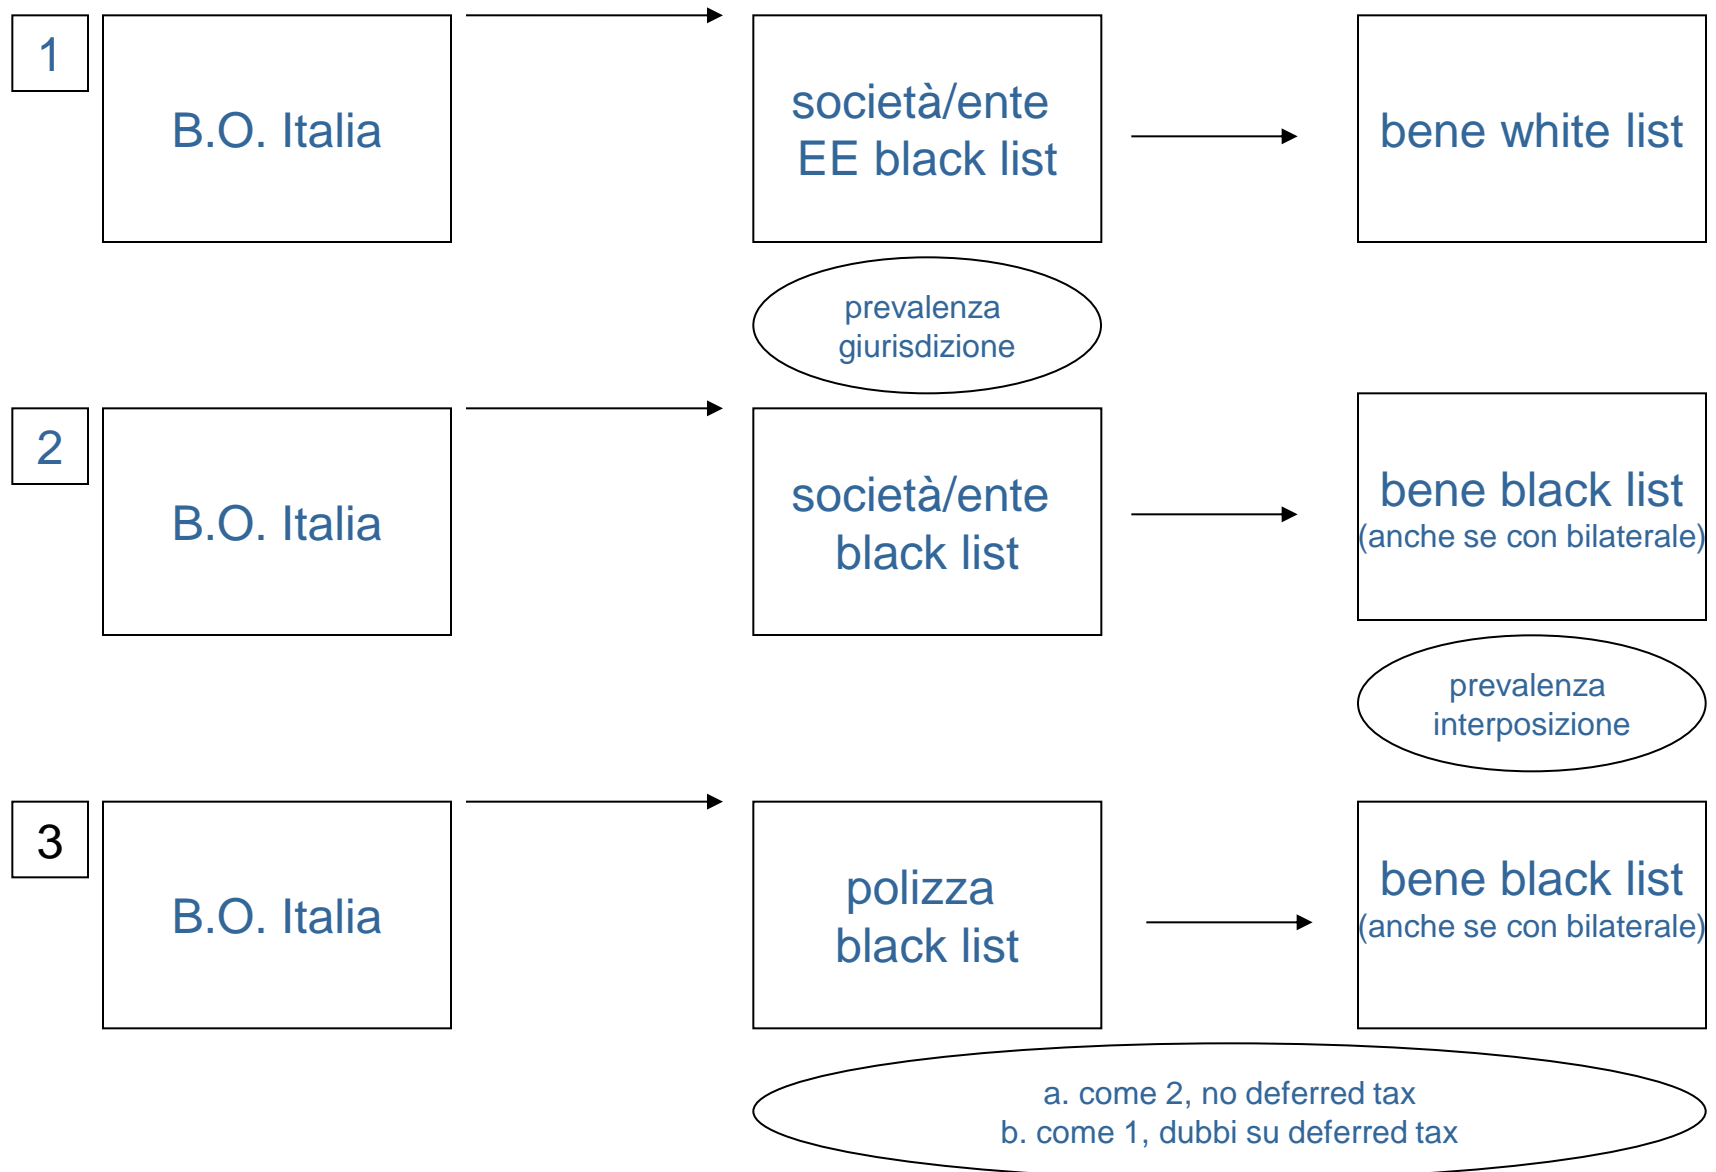 1
B.O. Italia
società/ente
EE black list
bene white list
prevalenza
giurisdizione
2
B.O. Italia
società/ente
black list
bene black list
(anche se con bilaterale)
prevalenza
interposizione
3
B.O. Italia
polizza
black list
bene black list
(anche se con bilaterale)
a. come 2, no deferred tax
b. come 1, dubbi su deferred tax